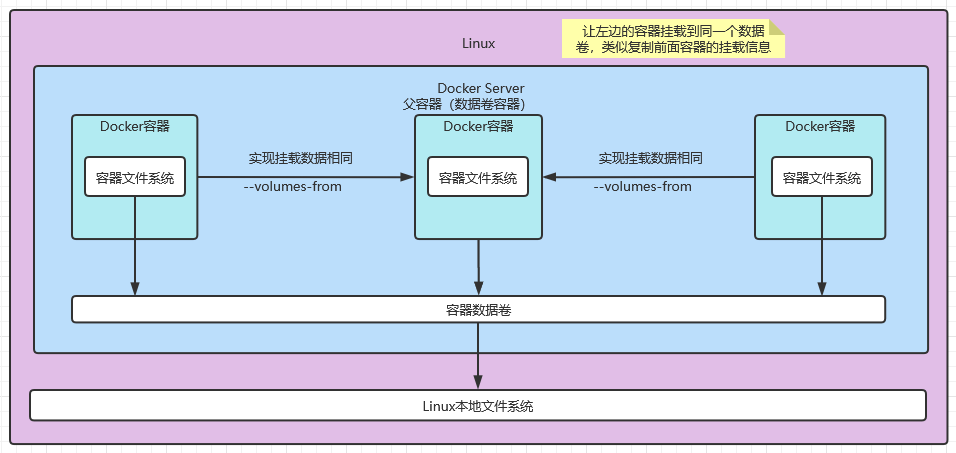 让左边的容器挂载到同一个数据
卷，类似复制前面容器的挂载信息
Linux
Docker Server
父容器（数据卷容器）
Docker容器
Docker容器
Docker容器
实现挂载数据相同
实现挂载数据相同
容器文件系统
容器文件系统
容器文件系统
--volumes-from
--volumes-from
容器数据卷
Linux本地文件系统